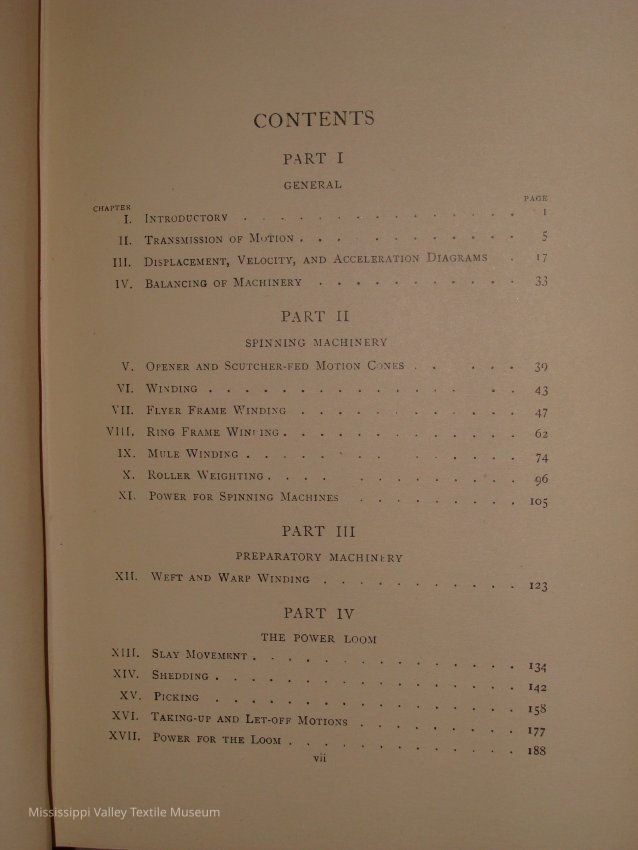 CONTENTS
PART I
GENERAL
CHAPTER PAGE
I. INTRODUCTORY . . . . . . . . . . . . . 1
II. TRANSMISSION OF MOTION . . . . . . . . . . . 5
III. DISPLACEMENT, VELOCITY, AND ACCELERATION DIAGRAMS . 17
IV. BALANCING OF MACHINERY . . . . . . . . . . 33
PART II
SPINNING MACHINERY
V. OPENER AND SCUTCHER-FED MOTION CONES . . . . . 39
VI. WINDING . . . . . . . . . . . . . . 43
VII. FLYER FRAME WINDING . . . . . . . . . . . 47
VIII. RING FRAME WINDING . . . . . . . . . . . 62
IX. MULE WINDING . . . . . . . . . . . . 74
X. ROLLER WEIGHTING . . . . . . . . . . . 96
XI. POWER FOR SPINNING MACHINES . . . . . . . . . 105
PART III
PREPARATORY MACHINERY
XII. WEFT AND WARP WINDING . . . . . . . . . . . 123
PART IV
THE POWER LOOM
XIII. SLAY MOVEMENT . . . . . . . . . . . . . 134
XIV. SHEDDING . . . . . . . . . . . . . . 142
XV. PICKING . . . . . . . . . . . . . . 158
XVI. TAKING-UP AND LET-OFF MOTIONS . . . . . . . . 177
XVII. POWER FOR THE LOOM . . . . . . . . . . . 188
vii
Mississippi Valley Textile Museum